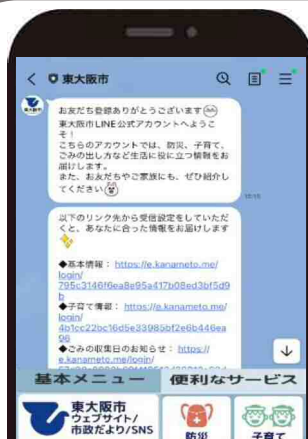 東大阪市
お友だち登録ありがとうございます
東大阪市LINE公式アカウントへようこ
そ!
こちらのアカウントでは、防災、子育て、
ごみの出し方など生活に役に立つ情報をお
届けします。
また、お友だちやご家族にも、ぜひ紹介し
てください
以下のリンク先から受信設定をしていただ
くと、あなたに合った情報をお届けします
◆基本情報: https://e.kanameto.me/
login/
795c3146f6ea8e95a417b08ed3bf5d9
b
◆子育て情報: https://e.kanameto.me/
login/
4b1cc22bc16d5e33985bf2e6b446ea
96
◆ごみの収集日のお知らせ: https://
e.kanameto.me/login/
基本メニュー 便利なサービス
東大阪市
ウェブサイト/
市政だより/SNS
防災
子育て